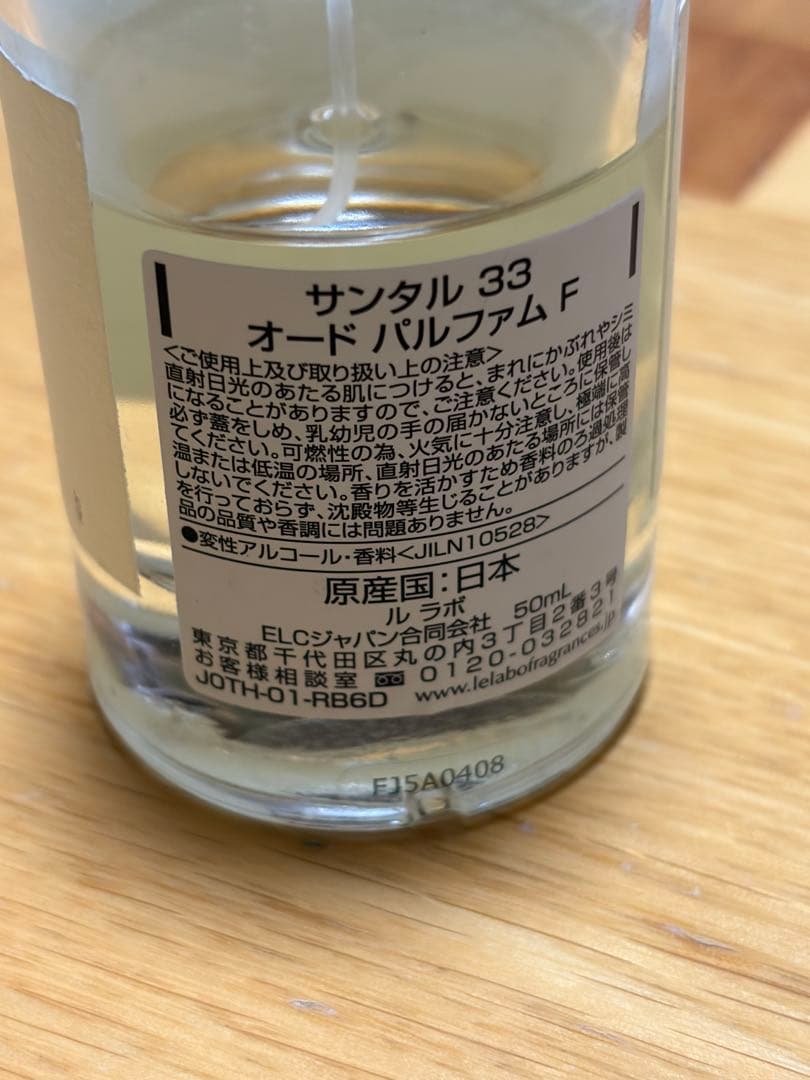 サンタル 33
オード パルファム F
<ご使用上及び取り扱い上の注意>
直射日光のあたる肌につけると、まれにかぶれやシミ
になることがありますので、ご注意ください。使用後は
必ず蓋をしめ、乳幼児の手の届かないところに保管し
てください。可燃性の為、火気に十分注意し、極端に高
温または低温の場所、直射日光のあたる場所には保管
しないでください。香りを活かすため香料のろ過処理
を行っておらず、沈殿物等生じることがありますが、製
品の品質や香調には問題ありません。
●変性アルコール・香料<JILN10528>
原産国：日本
ル ラボ
ELCジャパン合同会社 50mL
東京都千代田区丸の内3丁目2番3号
お客様相談室 0120-032821
J0TH-01-RB6D www.lelabofragrances.jp
FJ5A0408